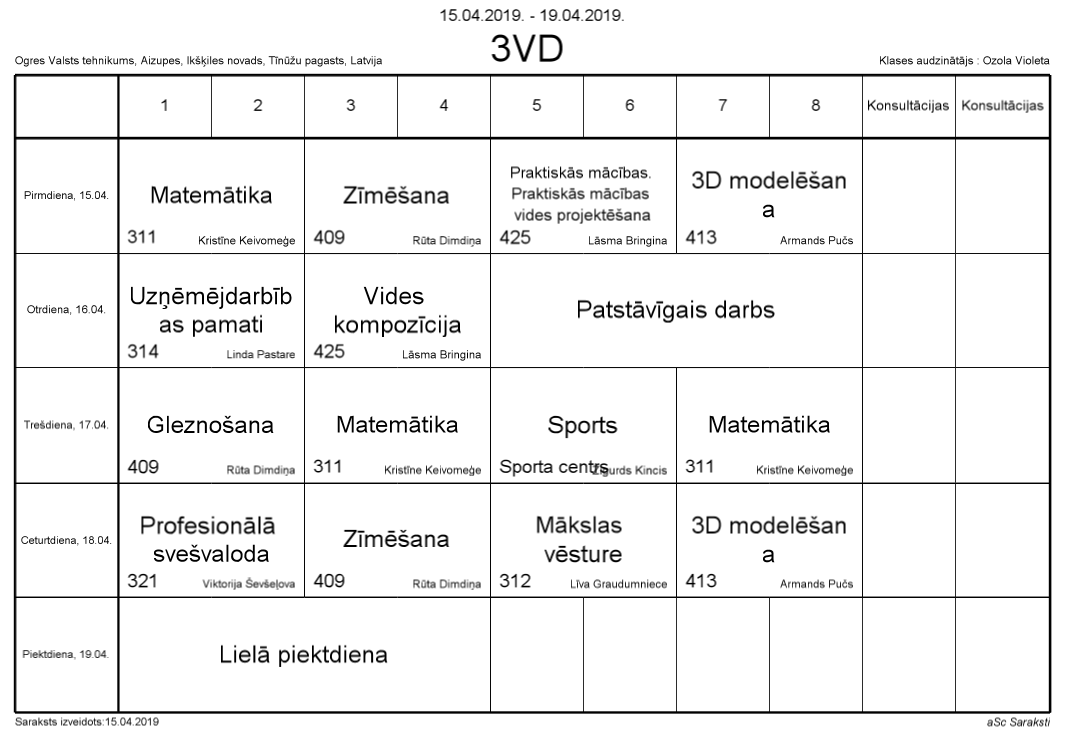 15.04.2019. - 19.04.2019.
3VD
Ogres Valsts tehnikums, Aizupes, Ikšķiles novads, Tīnūžu pagasts, Latvija
Klases audzinātājs : Ozola Violeta
1 2 3 4 5 6 7 8 Konsultācijas Konsultācijas
Pirmdiena, 15.04.
Matemātika
311 Kristīne Keivomeģe
Zīmēšana
409 Rūta Dimdiņa
Praktiskās mācības.
Praktiskās mācības
vides projektēšana
425 Lāsma Bringina
3D modelēšan
a
413 Armands Pučs
Otrdiena, 16.04.
Uzņēmējdarbīb
as pamati
314 Linda Pastare
Vides
kompozīcija
425 Lāsma Bringina
Patstāvīgais darbs
Trešdiena, 17.04.
Gleznošana
409 Rūta Dimdiņa
Matemātika
311 Kristīne Keivomeģe
Sports
Sporta centrs Zigurds Kincis
Matemātika
311 Kristīne Keivomeģe
Ceturtdiena, 18.04.
Profesionālā
svešvaloda
321 Viktorija Ševšeļova
Zīmēšana
409 Rūta Dimdiņa
Mākslas
vēsture
312 Līva Graudumniece
3D modelēšan
a
413 Armands Pučs
Piektdiena, 19.04.
Lielā piektdiena
Saraksts izveidots:15.04.2019
aSc Saraksti